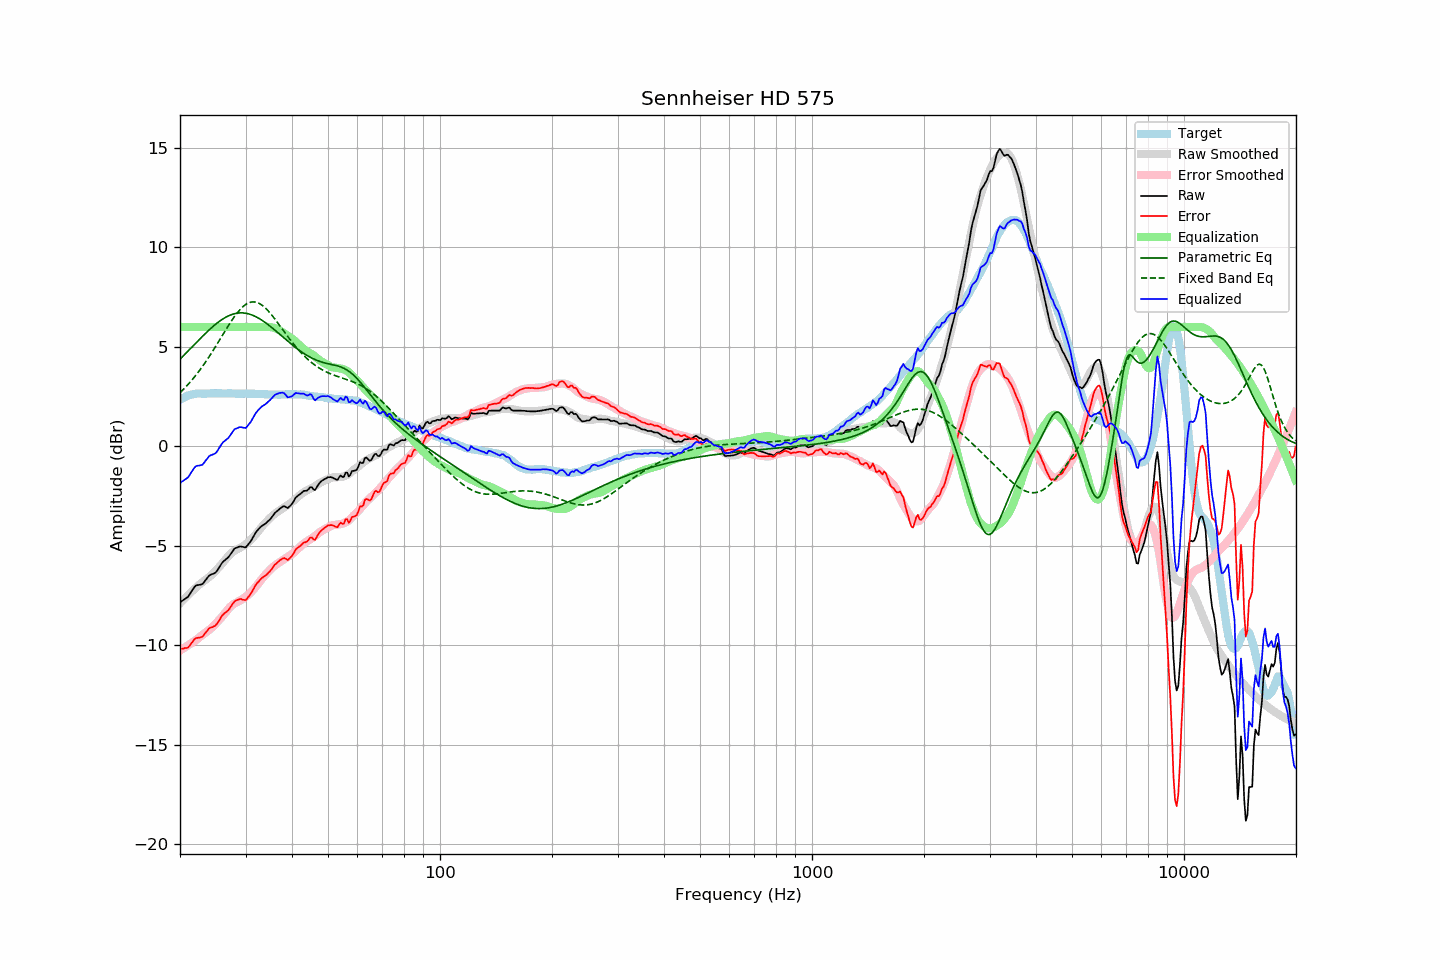 Sennheiser HD 575
Amplitude (dBr)
15
10
5
0
−5
−10
−15
−20
Target
Raw Smoothed
Error Smoothed
Raw
Error
Equalization
Parametric Eq
Fixed Band Eq
Equalized
100
1000
10000
Frequency (Hz)